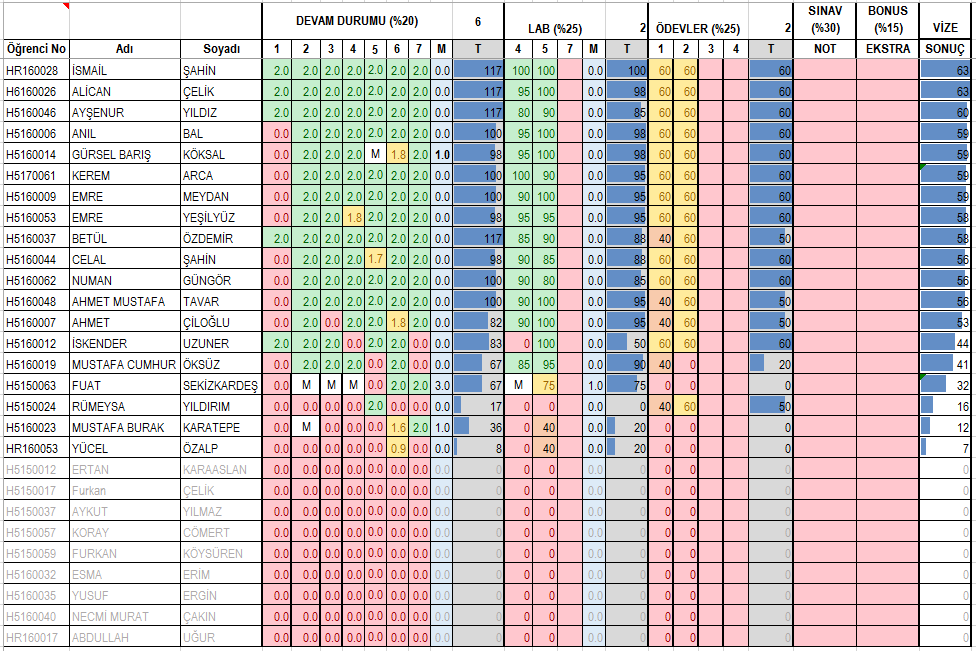 DEVAM DURUMU (%20) 6 LAB (%25) 2 ÖDEVLER (%25) 2 SINAV (%30) BONUS (%15) VİZE
Öğrenci No Adı Soyadı 1 2 3 4 5 6 7 M T 4 5 7 M T 1 2 3 4 T NOT EKSTRA SONUÇ
HR160028 İSMAİL ŞAHİN 2.0 2.0 2.0 2.0 2.0 2.0 2.0 0.0 117 100 100 0.0 100 60 60 60 63
H6160026 ALİCAN ÇELİK 2.0 2.0 2.0 2.0 2.0 2.0 2.0 0.0 117 95 100 0.0 98 60 60 60 63
H5160046 AYŞENUR YILDIZ 2.0 2.0 2.0 2.0 2.0 2.0 2.0 0.0 117 80 90 0.0 85 60 60 60 60
H5160006 ANIL BAL 0.0 2.0 2.0 2.0 2.0 2.0 2.0 0.0 100 95 100 0.0 98 60 60 60 59
H5160014 GÜRSEL BARIŞ KÖKSAL 0.0 2.0 2.0 2.0 M 1.8 2.0 1.0 98 95 100 0.0 98 60 60 60 59
H5170061 KEREM ARCA 0.0 2.0 2.0 2.0 2.0 2.0 2.0 0.0 100 100 90 0.0 95 60 60 60 59
H5160009 EMRE MEYDAN 0.0 2.0 2.0 2.0 2.0 2.0 2.0 0.0 100 90 100 0.0 95 60 60 60 59
H5160053 EMRE YEŞİLYÜZ 0.0 2.0 2.0 1.8 2.0 2.0 2.0 0.0 98 95 95 0.0 95 60 60 60 58
H5160037 BETÜL ÖZDEMİR 2.0 2.0 2.0 2.0 2.0 2.0 2.0 0.0 117 85 90 0.0 88 40 60 50 58
H5160044 CELAL ŞAHİN 0.0 2.0 2.0 2.0 1.7 2.0 2.0 0.0 98 90 85 0.0 88 60 60 60 56
H5160062 NUMAN GÜNGÖR 0.0 2.0 2.0 2.0 2.0 2.0 2.0 0.0 100 90 80 0.0 85 60 60 60 56
H5160048 AHMET MUSTAFA TAVAR 0.0 2.0 2.0 2.0 2.0 2.0 2.0 0.0 100 90 100 0.0 95 40 60 50 56
H5160007 AHMET ÇİLOĞLU 0.0 2.0 0.0 2.0 2.0 1.8 2.0 0.0 82 90 100 0.0 95 40 60 50 53
H5160012 İSKENDER UZUNER 2.0 2.0 2.0 0.0 2.0 2.0 0.0 0.0 83 0 100 0.0 50 60 60 60 44
H5160019 MUSTAFA CUMHUR ÖKSÜZ 0.0 2.0 2.0 2.0 0.0 2.0 0.0 0.0 67 85 95 0.0 90 40 0 20 41
H5150063 FUAT SEKİZKARDEŞ 0.0 M M M 0.0 2.0 2.0 3.0 67 M 75 1.0 75 0 0 0 32
H5150024 RÜMEYSA YILDIRIM 0.0 0.0 0.0 0.0 2.0 0.0 0.0 0.0 17 0 0 0.0 0 40 60 50 16
H5160023 MUSTAFA BURAK KARATEPE 0.0 M 0.0 0.0 0.0 1.6 2.0 1.0 36 0 40 0.0 20 0 0 0 12
HR160053 YÜCEL ÖZALP 0.0 0.0 0.0 0.0 0.0 0.9 0.0 0.0 8 0 40 0.0 20 0 0 0 7
H5150012 ERTAN KARAASLAN 0.0 0.0 0.0 0.0 0.0 0.0 0.0 0.0 0 0 0 0.0 0 0 0 0 0
H5150017 Furkan ÇELİK 0.0 0.0 0.0 0.0 0.0 0.0 0.0 0.0 0 0 0 0.0 0 0 0 0 0
H5150037 AYKUT YILMAZ 0.0 0.0 0.0 0.0 0.0 0.0 0.0 0.0 0 0 0 0.0 0 0 0 0 0
H5150057 KORAY CÖMERT 0.0 0.0 0.0 0.0 0.0 0.0 0.0 0.0 0 0 0 0.0 0 0 0 0 0
H5150059 FURKAN KÖYSÜREN 0.0 0.0 0.0 0.0 0.0 0.0 0.0 0.0 0 0 0 0.0 0 0 0 0 0
H5160032 ESMA ERİM 0.0 0.0 0.0 0.0 0.0 0.0 0.0 0.0 0 0 0 0.0 0 0 0 0 0
H5160035 YUSUF ERGİN 0.0 0.0 0.0 0.0 0.0 0.0 0.0 0.0 0 0 0 0.0 0 0 0 0 0
H5160040 NECMİ MURAT ÇAKIN 0.0 0.0 0.0 0.0 0.0 0.0 0.0 0.0 0 0 0 0.0 0 0 0 0 0
HR160017 ABDULLAH UĞUR 0.0 0.0 0.0 0.0 0.0 0.0 0.0 0.0 0 0 0 0.0 0 0 0 0 0